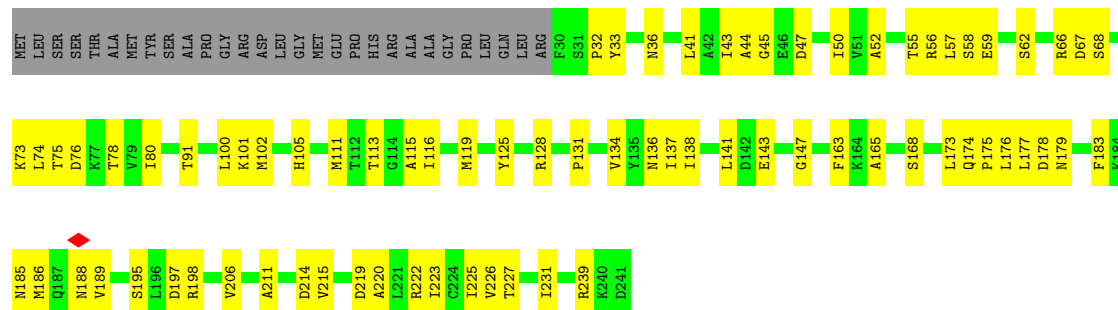 MET LEU SER SER THR ALA MET TYR SER ALA PRO GLY ARG ASP LEU GLY MET GLU PRO HIS ARG ALA ALA GLY PRO LEU GLN LEU ARG F30 S31 P32 Y33 N36 L41 A42 I43 A44 G45 E46 D47 I50 V51 A52 T55 R56 L57 S58 E59 S62 R66 D67 S68
K73 L74 T75 D76 K77 T78 V79 I80 T91 L100 K101 M102 H105 M111 T112 T113 G114 A115 I116 M119 Y125 R128 P131 V134 Y135 N136 I137 I138 L141 D142 E143 G147 F163 K164 A165 S168 L173 Q174 P175 L176 L177 D178 N179 F183 K184
N185 M186 Q187 N188 V189 S195 L196 D197 R198 V206 A211 D214 V215 D219 A220 L221 R222 I223 C224 I225 V226 T227 I231 R239 K240 D241